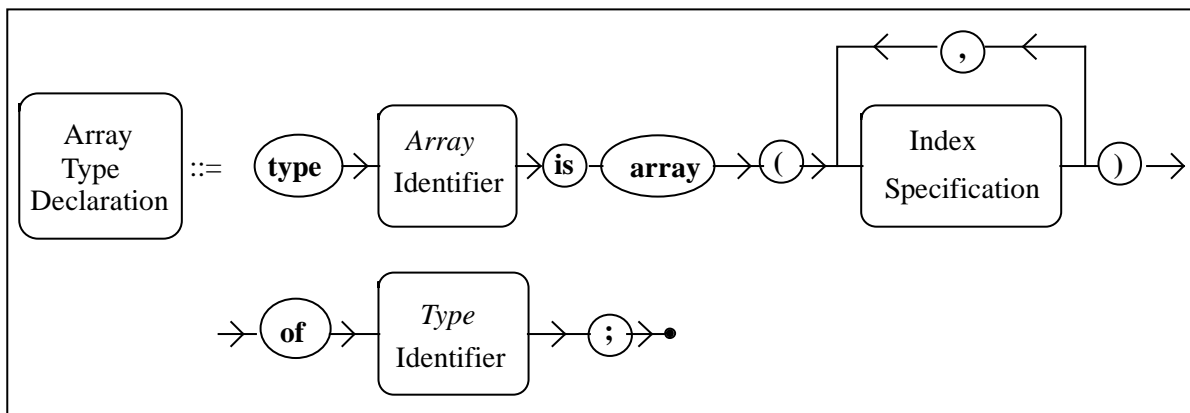 ,
Array
Type
Declaration
::=
type
Array
Identifier
is
array
(
Index
Specification
)
of
Type
Identifier
;